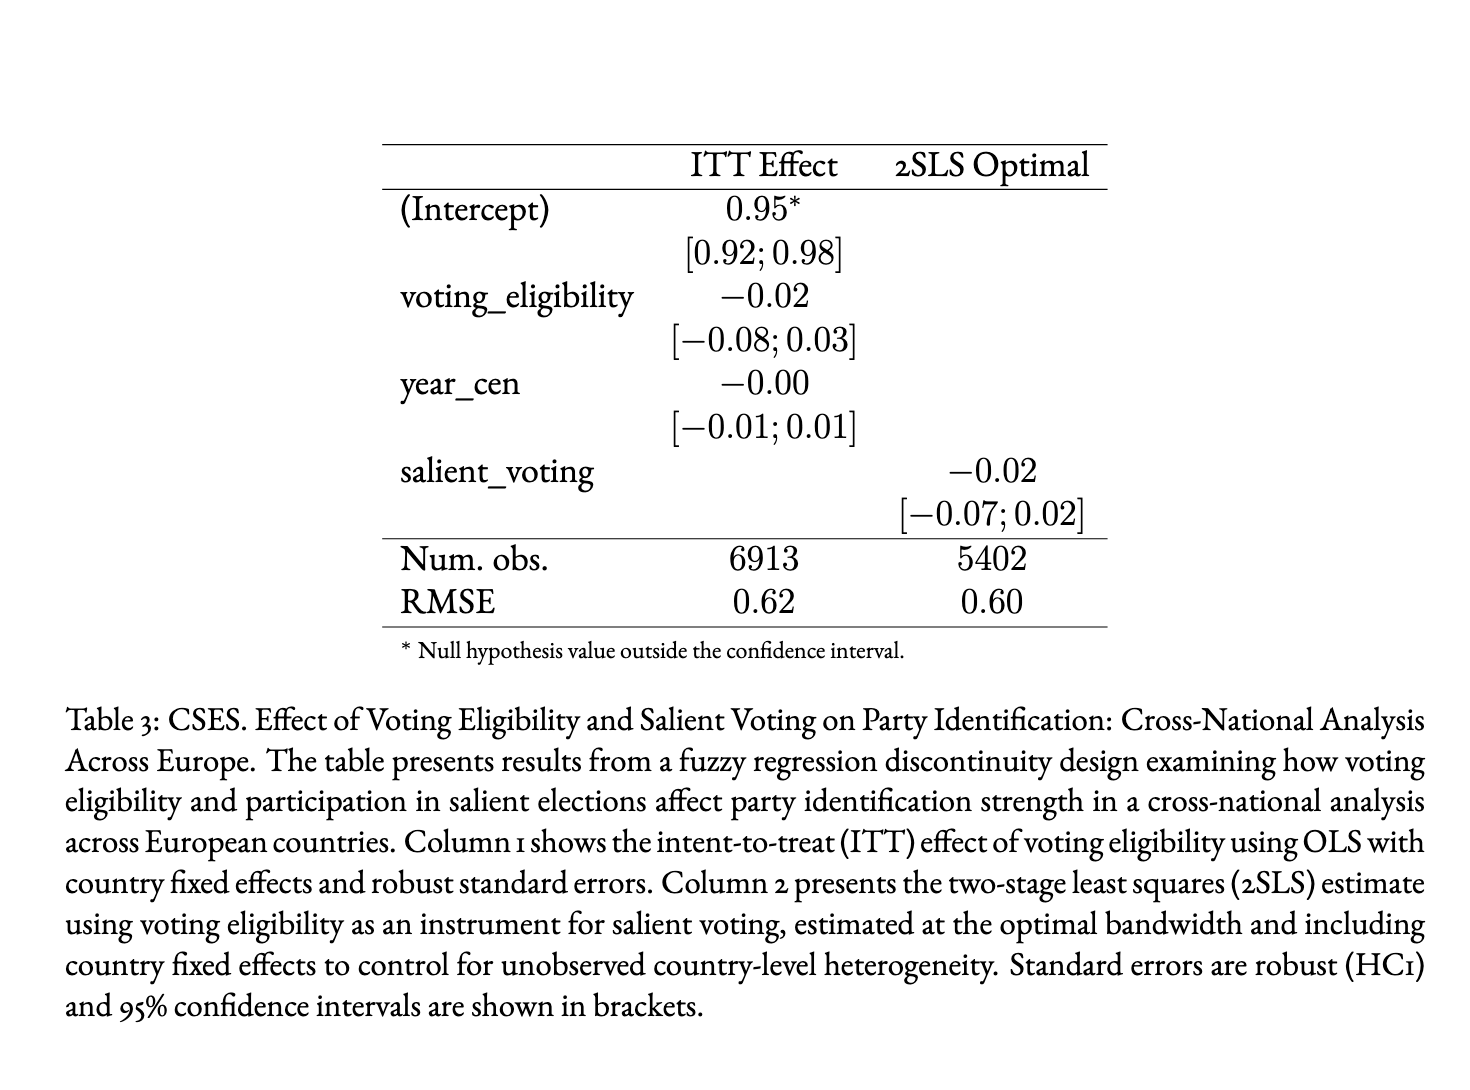 ITT Effect 2SLS Optimal
(Intercept) 0.95*
[0.92; 0.98]
voting_eligibility −0.02
[−0.08; 0.03]
year_cen −0.00
[−0.01; 0.01]
salient_voting −0.02
[−0.07; 0.02]
Num. obs. 6913 5402
RMSE 0.62 0.60
* Null hypothesis value outside the confidence interval.
Table 3: CSES. Effect of Voting Eligibility and Salient Voting on Party Identification: Cross-National Analysis
Across Europe. The table presents results from a fuzzy regression discontinuity design examining how voting
eligibility and participation in salient elections affect party identification strength in a cross-national analysis
across European countries. Column 1 shows the intent-to-treat (ITT) effect of voting eligibility using OLS with
country fixed effects and robust standard errors. Column 2 presents the two-stage least squares (2SLS) estimate
using voting eligibility as an instrument for salient voting, estimated at the optimal bandwidth and including
country fixed effects to control for unobserved country-level heterogeneity. Standard errors are robust (HC1)
and 95% confidence intervals are shown in brackets.